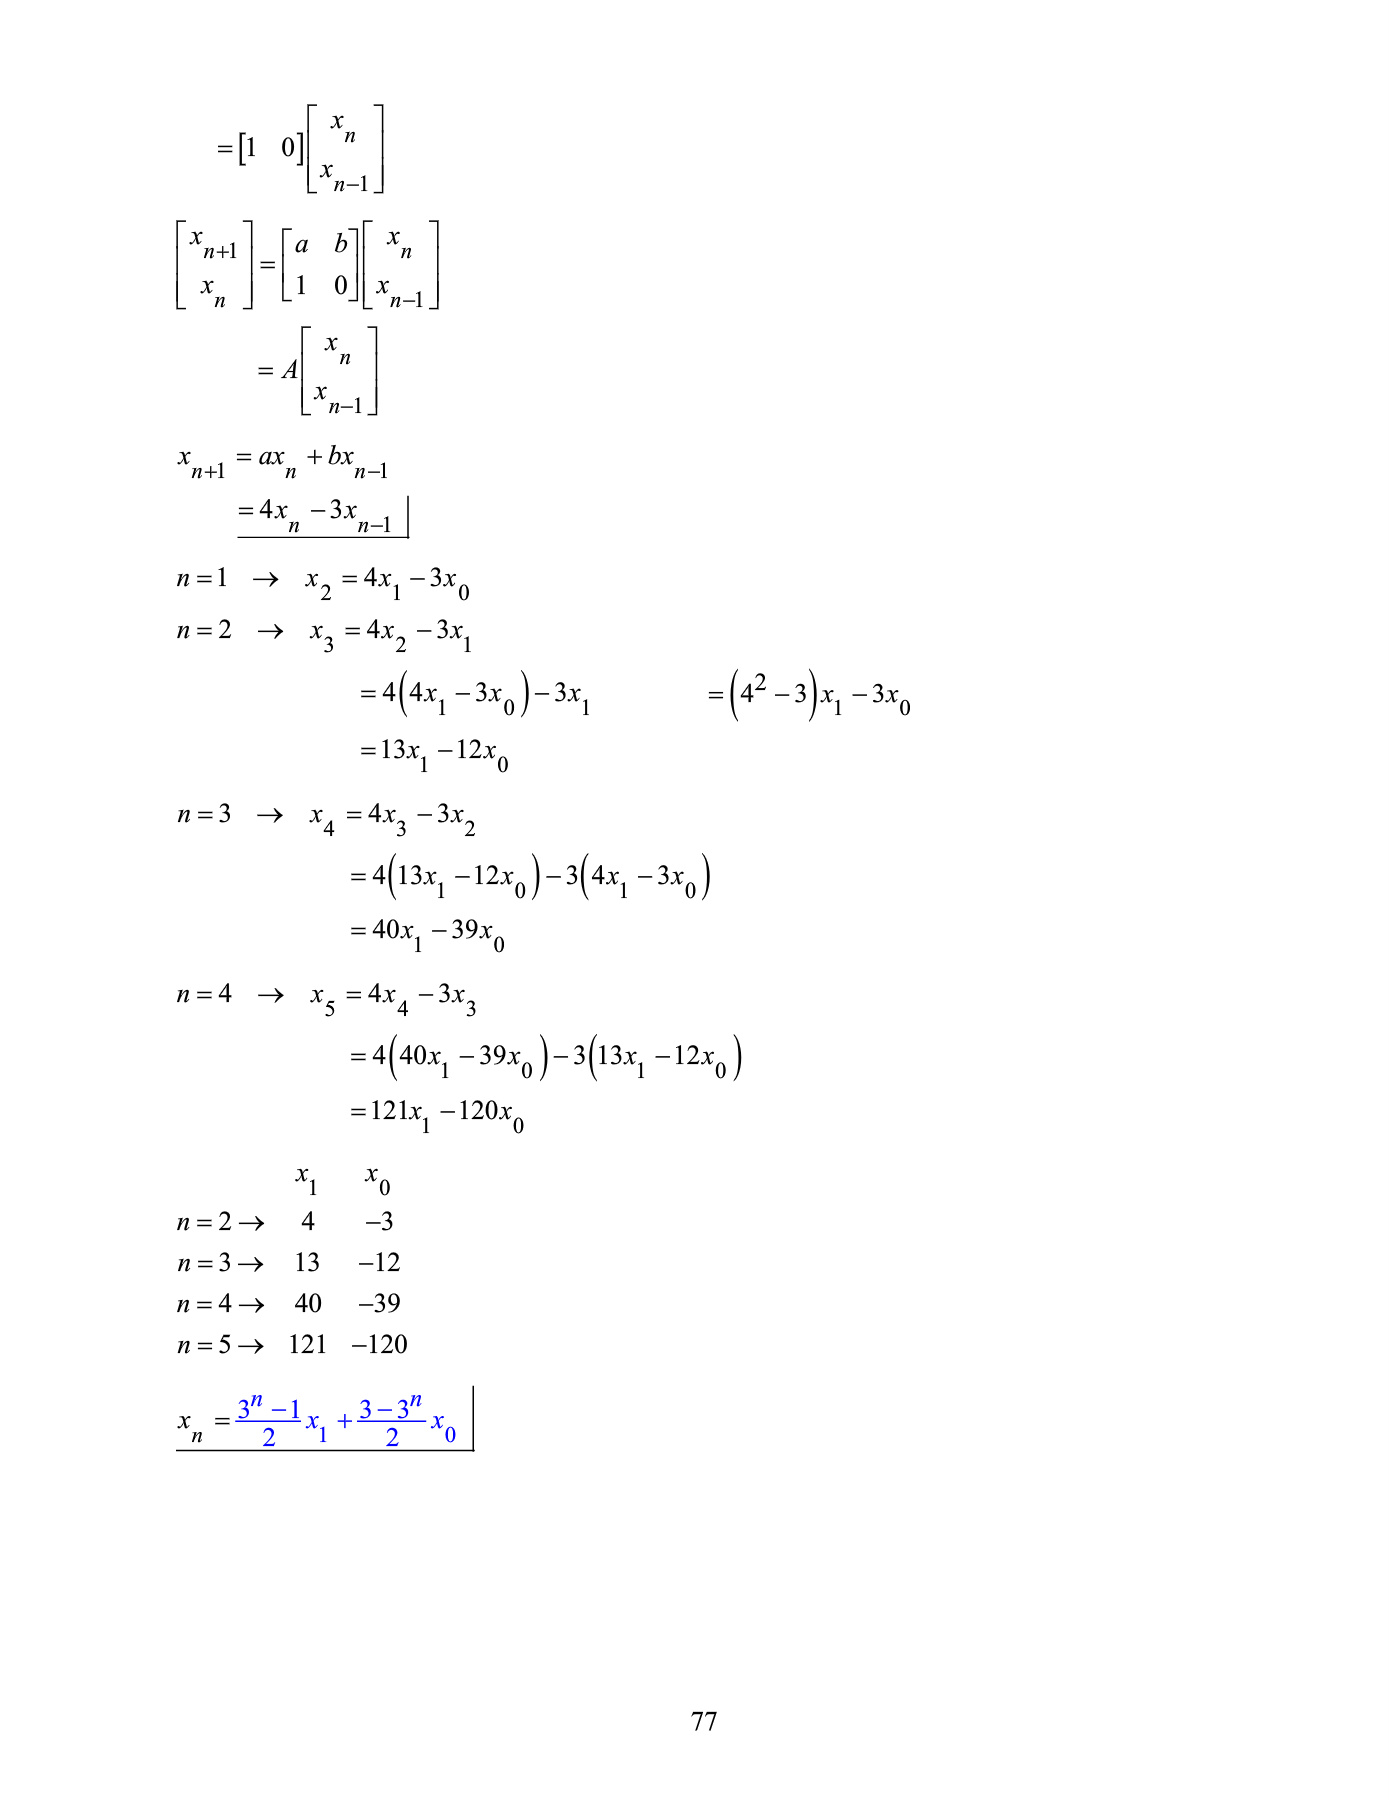 = [1 0] [x_n; x_{n−1}]
[x_{n+1}; x_n] = [a b; 1 0] [x_n; x_{n−1}]
= A [x_n; x_{n−1}]
x_{n+1} = ax_n + bx_{n−1}
= 4x_n − 3x_{n−1}
n = 1 → x_2 = 4x_1 − 3x_0
n = 2 → x_3 = 4x_2 − 3x_1
= 4(4x_1 − 3x_0) − 3x_1 = (4^2 − 3)x_1 − 3x_0
= 13x_1 − 12x_0
n = 3 → x_4 = 4x_3 − 3x_2
= 4(13x_1 − 12x_0) − 3(4x_1 − 3x_0)
= 40x_1 − 39x_0
n = 4 → x_5 = 4x_4 − 3x_3
= 4(40x_1 − 39x_0) − 3(13x_1 − 12x_0)
= 121x_1 − 120x_0
x_1 x_0
n = 2 → 4 −3
n = 3 → 13 −12
n = 4 → 40 −39
n = 5 → 121 −120
x_n = (3^n − 1)/2 x_1 + (3 − 3^n)/2 x_0
77